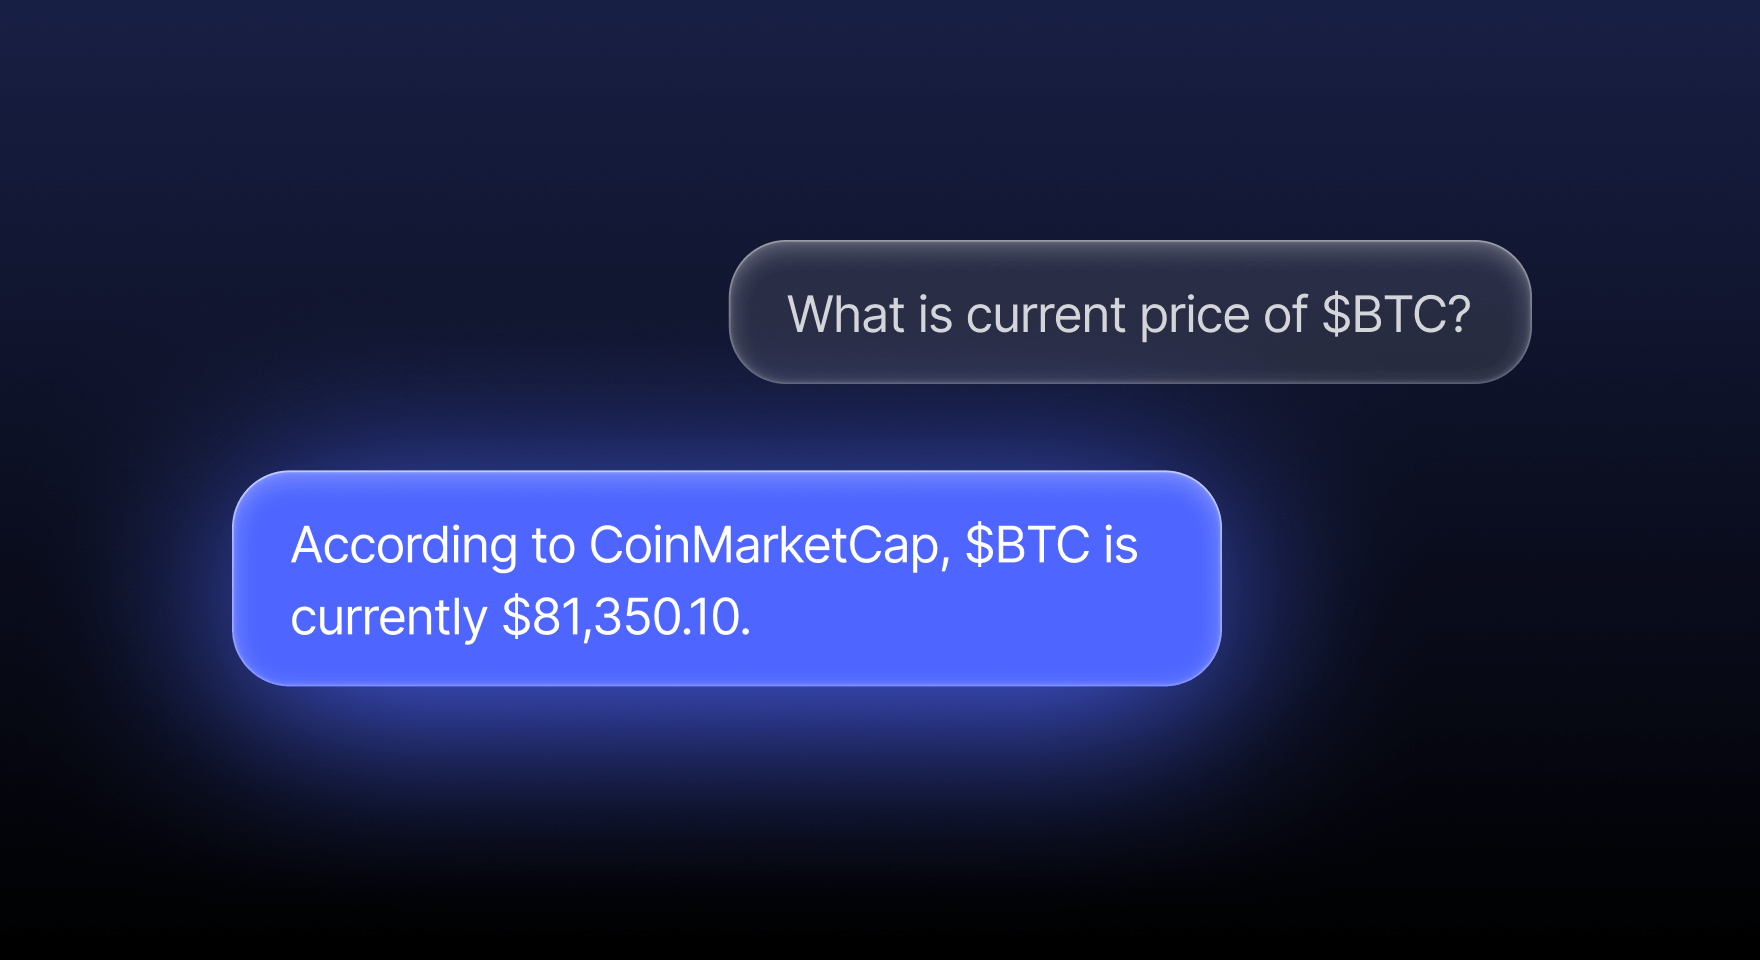 What is current price of $BTC?
According to CoinMarketCap, $BTC is
currently $81,350.10.